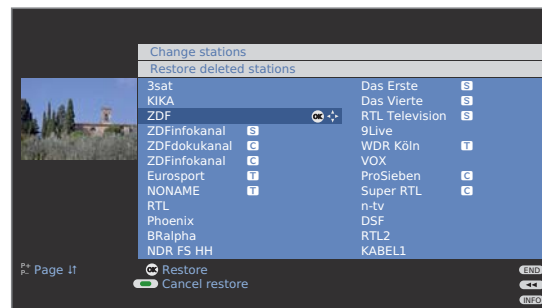 Change stations
Restore deleted stations
3sat
KIKA
ZDF OK
ZDFinfokanal S
ZDFdokukanal C
ZDFinfokanal C
Eurosport T
NONAME T
RTL
Phoenix
BRalpha
NDR FS HH
Das Erste S
Das Vierte S
RTL Television S
9Live
WDR Köln T
VOX
ProSieben C
Super RTL C
n-tv
DSF
RTL2
KABEL1
P+ P- Page
OK Restore
Cancel restore
END
INFO